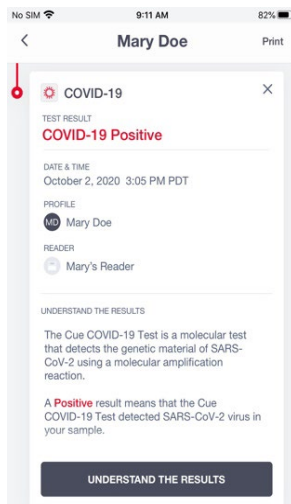 No SIM 9:11 AM 82%
Mary Doe Print
COVID-19
TEST RESULT
COVID-19 Positive
DATE & TIME
October 2, 2020 3:05 PM PDT
PROFILE
MD Mary Doe
READER
Mary's Reader
UNDERSTAND THE RESULTS
The Cue COVID-19 Test is a molecular test
that detects the genetic material of SARS-
CoV-2 using a molecular amplification
reaction.
A Positive result means that the Cue
COVID-19 Test detected SARS-CoV-2 virus in
your sample.
UNDERSTAND THE RESULTS